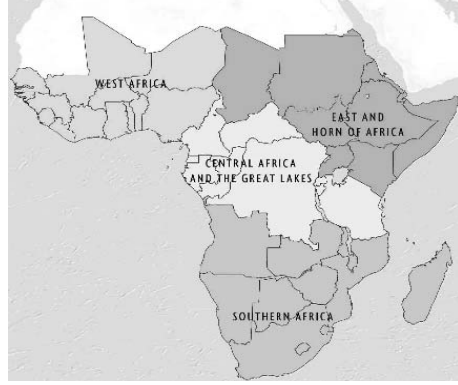 WEST AFRICA
EAST AND
HORN OF AFRICA
CENTRAL AFRICA
AND THE GREAT LAKES
SOUTHERN AFRICA